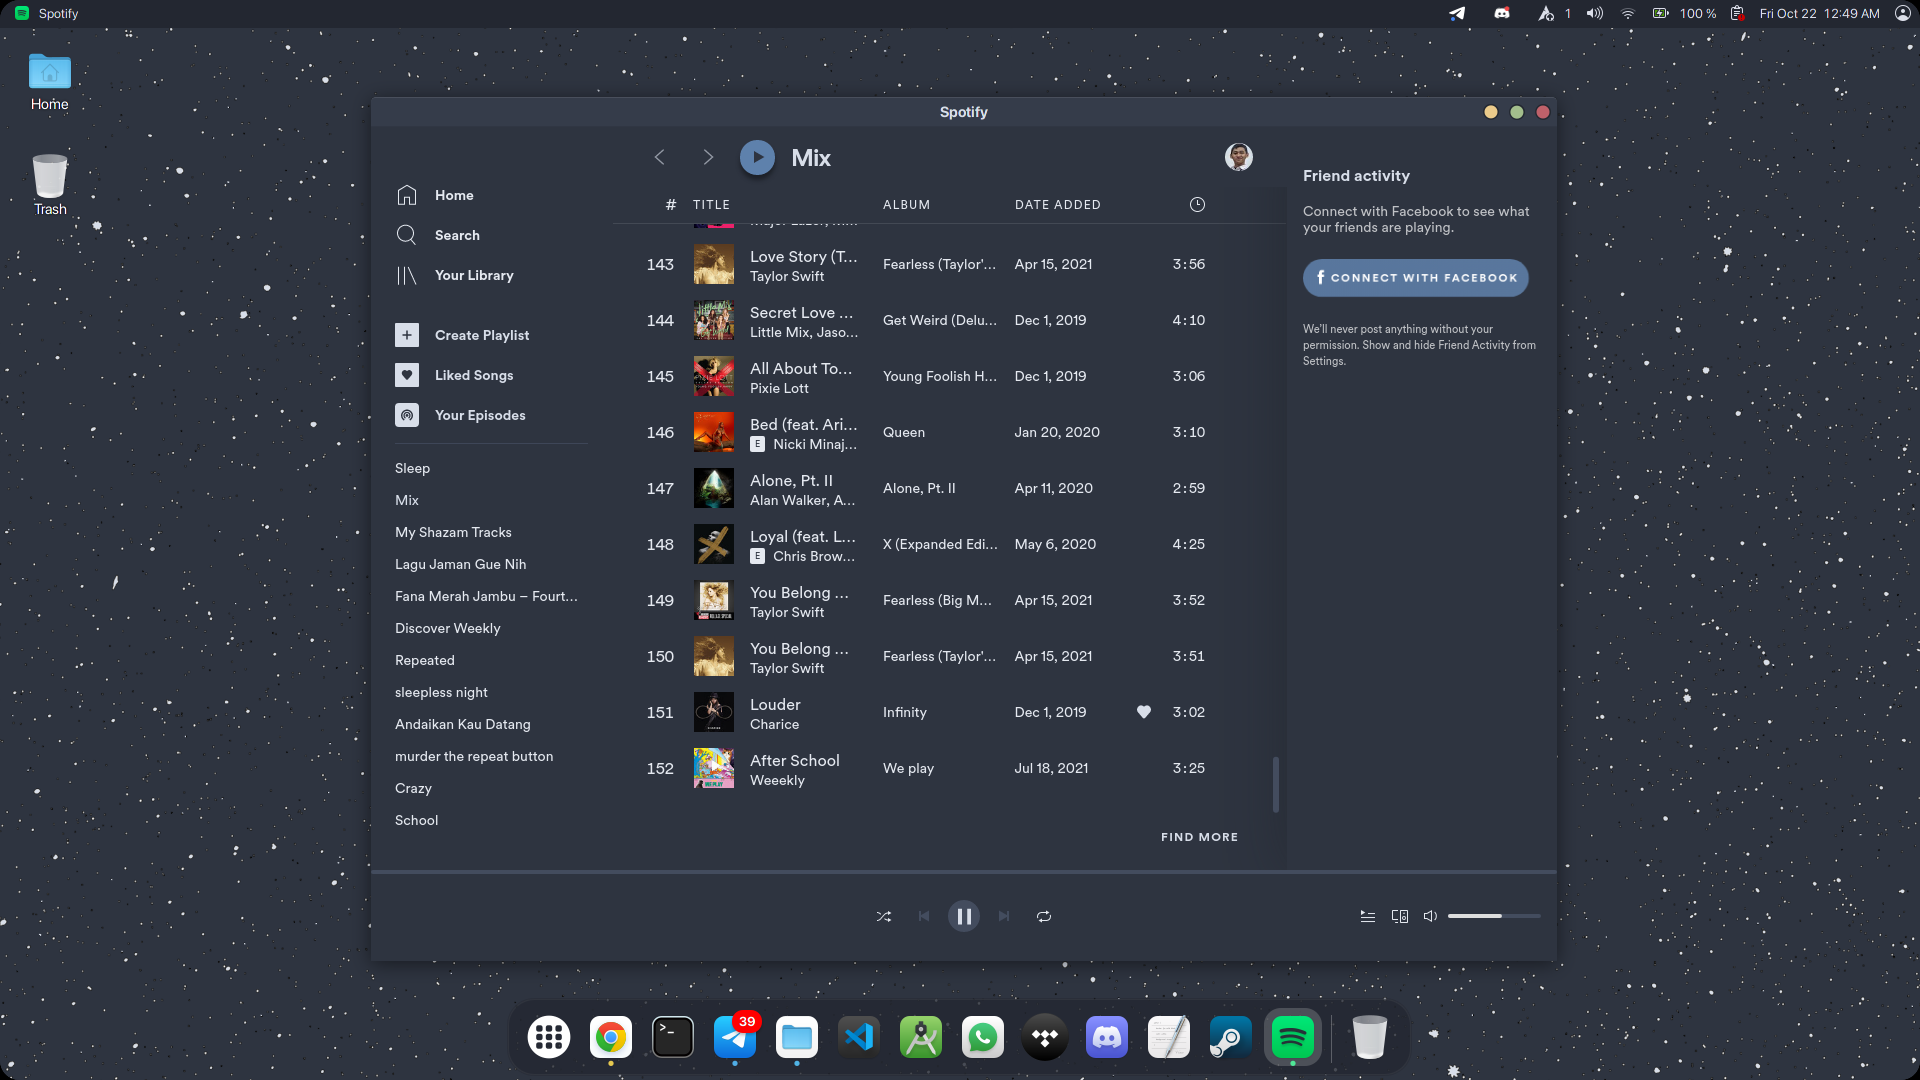 Spotify
1
100 %
Fri Oct 22 12:49 AM
Home
Trash
Spotify
Mix
Home
Search
Your Library
Create Playlist
Liked Songs
Your Episodes
Sleep
Mix
My Shazam Tracks
Lagu Jaman Gue Nih
Fana Merah Jambu – Fourt...
Discover Weekly
Repeated
sleepless night
Andaikan Kau Datang
murder the repeat button
Crazy
School
# TITLE ALBUM DATE ADDED
143 Love Story (T... Fearless (Taylor'... Apr 15, 2021 3:56
Taylor Swift
144 Secret Love ... Get Weird (Delu... Dec 1, 2019 4:10
Little Mix, Jaso...
145 All About To... Young Foolish H... Dec 1, 2019 3:06
Pixie Lott
146 Bed (feat. Ari... Queen Jan 20, 2020 3:10
E Nicki Minaj...
147 Alone, Pt. II Alone, Pt. II Apr 11, 2020 2:59
Alan Walker, A...
148 Loyal (feat. L... X (Expanded Edi... May 6, 2020 4:25
E Chris Brow...
149 You Belong ... Fearless (Big M... Apr 15, 2021 3:52
Taylor Swift
150 You Belong ... Fearless (Taylor'... Apr 15, 2021 3:51
Taylor Swift
151 Louder Infinity Dec 1, 2019 3:02
Charice
152 After School We play Jul 18, 2021 3:25
Weeekly
FIND MORE
Friend activity
Connect with Facebook to see what
your friends are playing.
CONNECT WITH FACEBOOK
We'll never post anything without your
permission. Show and hide Friend Activity from
Settings.
39